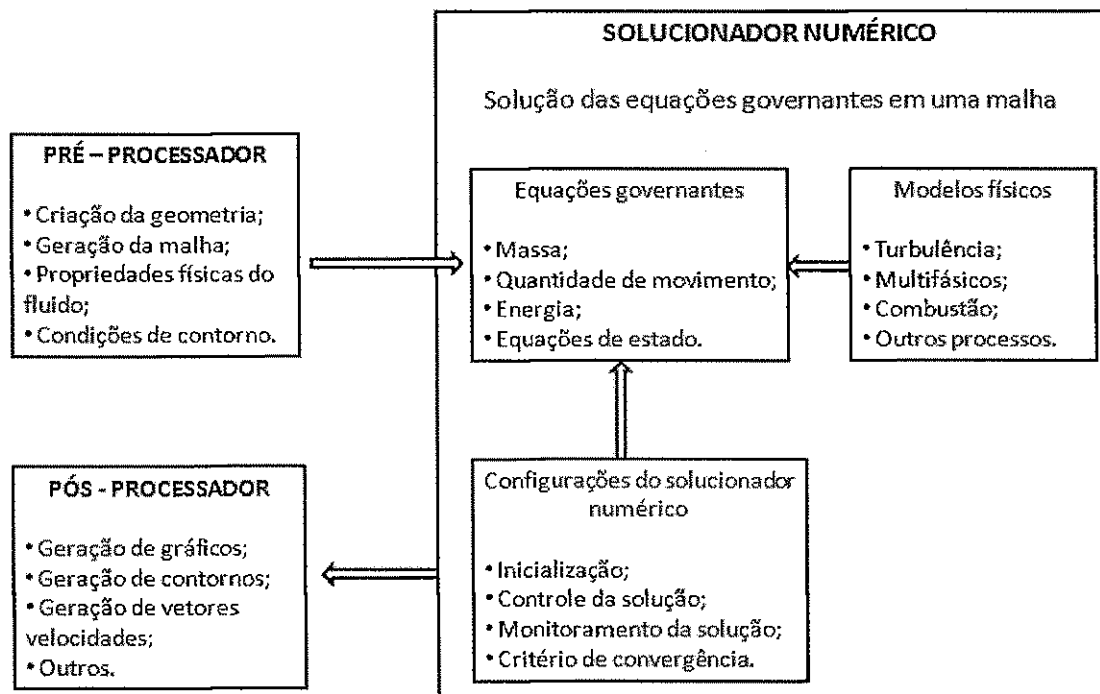 SOLUCIONADOR NUMÉRICO
Solução das equações governantes em uma malha
PRÉ – PROCESSADOR
• Criação da geometria;
• Geração da malha;
• Propriedades físicas do
fluido;
• Condições de contorno.
Equações governantes
• Massa;
• Quantidade de movimento;
• Energia;
• Equações de estado.
Modelos físicos
• Turbulência;
• Multifásicos;
• Combustão;
• Outros processos.
PÓS - PROCESSADOR
• Geração de gráficos;
• Geração de contornos;
• Geração de vetores
velocidades;
• Outros.
Configurações do solucionador
numérico
• Inicialização;
• Controle da solução;
• Monitoramento da solução;
• Critério de convergência.